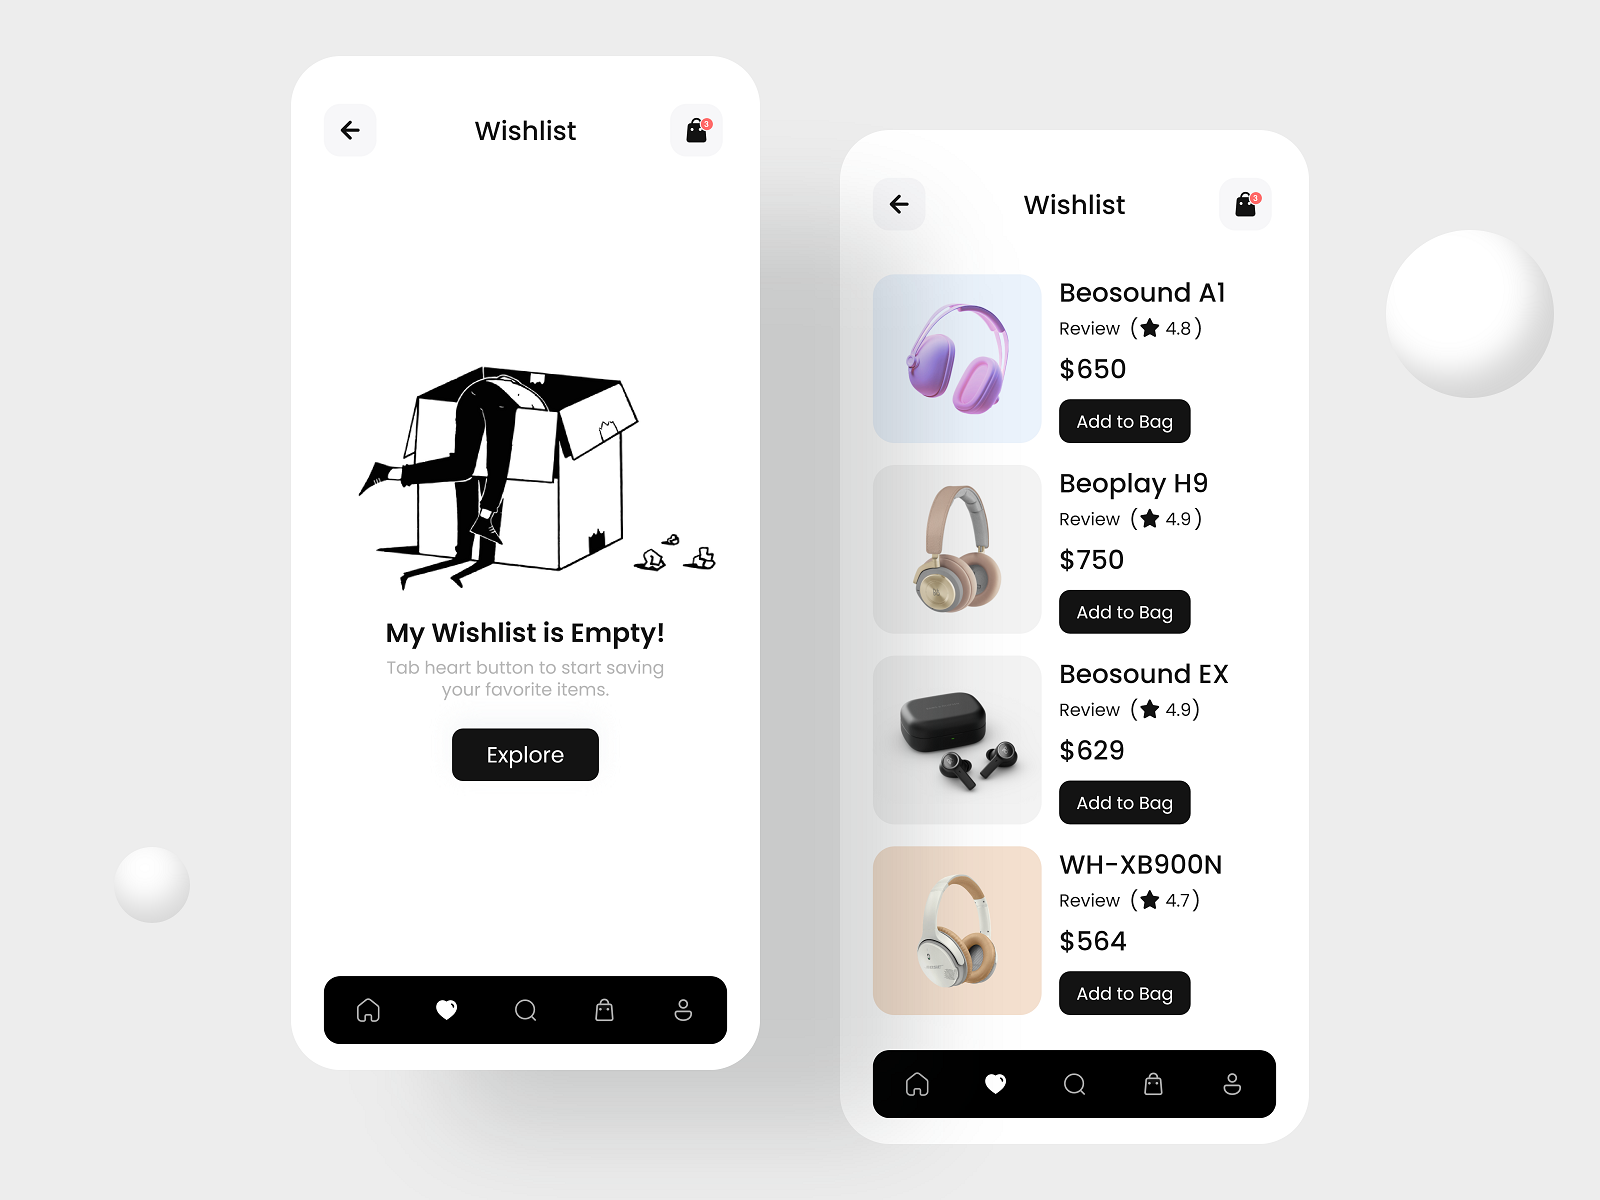 Wishlist
3
My Wishlist is Empty!
Tab heart button to start saving
your favorite items.
Explore
Wishlist
3
Beosound A1
Review (★ 4.8)
$650
Add to Bag
Beoplay H9
Review (★ 4.9)
$750
Add to Bag
Beosound EX
Review (★ 4.9)
$629
Add to Bag
WH-XB900N
Review (★ 4.7)
$564
Add to Bag